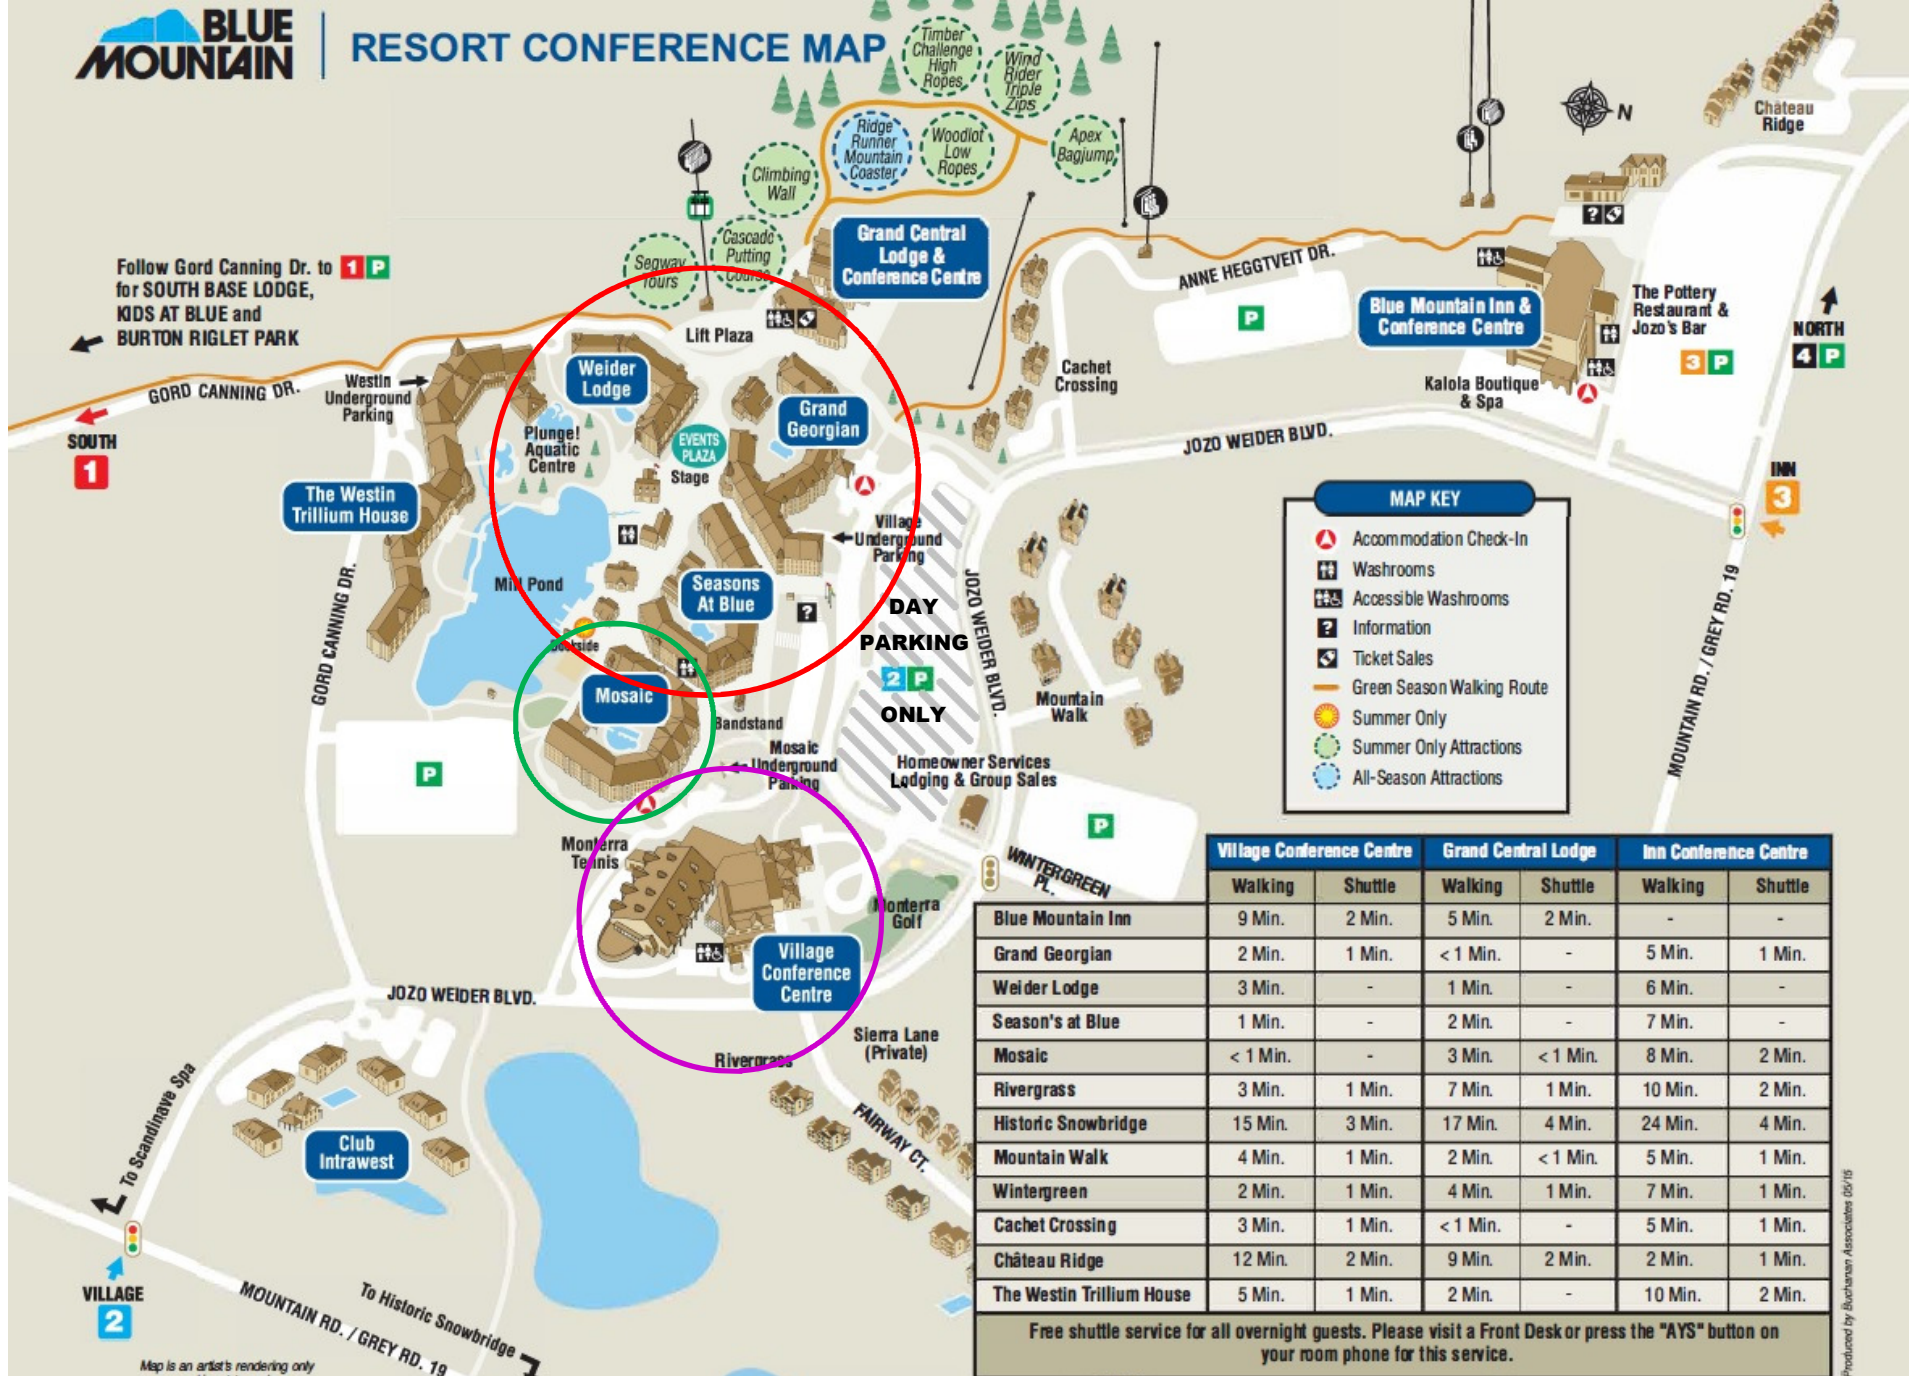 BLUE
MOUNTAIN
RESORT CONFERENCE MAP
Timber
Challenge
High
Ropes
Wind
Rider
Triple
Zips
Ridge
Runner
Mountain
Coaster
Woodlot
Low
Ropes
Apex
Bagjump
Climbing
Wall
Cascade
Putting
Course
Segway
Tours
N
Château
Ridge
Grand Central
Lodge &
Conference Centre
Follow Gord Canning Dr. to 1 P
for SOUTH BASE LODGE,
KIDS AT BLUE and
BURTON RIGLET PARK
GORD CANNING DR.
SOUTH
1
Westin
Underground
Parking
Lift Plaza
Weider
Lodge
Grand
Georgian
Plunge!
Aquatic
Centre
EVENTS
PLAZA
Stage
The Westin
Trillium House
Mill Pond
Village
Underground
Parking
Seasons
At Blue
?
DAY
PARKING
2 P
ONLY
GORD CANNING DR.
Dockside
Mosaic
Bandstand
Mosaic
Underground
Parking
P
Monterra
Tennis
Village
Conference
Centre
Monterra
Golf
Homeowner Services
Lodging & Group Sales
P
WINTERGREEN
PL.
JOZO WEIDER BLVD.
Mountain
Walk
Cachet
Crossing
ANNE HEGGTVEIT DR.
P
JOZO WEIDER BLVD.
Blue Mountain Inn &
Conference Centre
?
The Pottery
Restaurant &
Jozo's Bar
3 P
Kalola Boutique
& Spa
NORTH
4 P
INN
3
MOUNTAIN RD. / GREY RD. 19
MAP KEY
Accommodation Check-In
Washrooms
Accessible Washrooms
? Information
Ticket Sales
Green Season Walking Route
Summer Only
Summer Only Attractions
All-Season Attractions
JOZO WEIDER BLVD.
Rivergrass
Sierra Lane
(Private)
FAIRWAY CT.
Club
Intrawest
To Scandinave Spa
VILLAGE
2
MOUNTAIN RD. / GREY RD. 19
To Historic Snowbridge
Map is an artist's rendering only
Village Conference Centre Grand Central Lodge Inn Conference Centre
Walking Shuttle Walking Shuttle Walking Shuttle
Blue Mountain Inn 9 Min. 2 Min. 5 Min. 2 Min. - -
Grand Georgian 2 Min. 1 Min. < 1 Min. - 5 Min. 1 Min.
Weider Lodge 3 Min. - 1 Min. - 6 Min. -
Season's at Blue 1 Min. - 2 Min. - 7 Min. -
Mosaic < 1 Min. - 3 Min. < 1 Min. 8 Min. 2 Min.
Rivergrass 3 Min. 1 Min. 7 Min. 1 Min. 10 Min. 2 Min.
Historic Snowbridge 15 Min. 3 Min. 17 Min. 4 Min. 24 Min. 4 Min.
Mountain Walk 4 Min. 1 Min. 2 Min. < 1 Min. 5 Min. 1 Min.
Wintergreen 2 Min. 1 Min. 4 Min. 1 Min. 7 Min. 1 Min.
Cachet Crossing 3 Min. 1 Min. < 1 Min. - 5 Min. 1 Min.
Château Ridge 12 Min. 2 Min. 9 Min. 2 Min. 2 Min. 1 Min.
The Westin Trillium House 5 Min. 1 Min. 2 Min. - 10 Min. 2 Min.
Free shuttle service for all overnight guests. Please visit a Front Desk or press the "AYS" button on
your room phone for this service.
Produced by Buchanan Associates 05/15